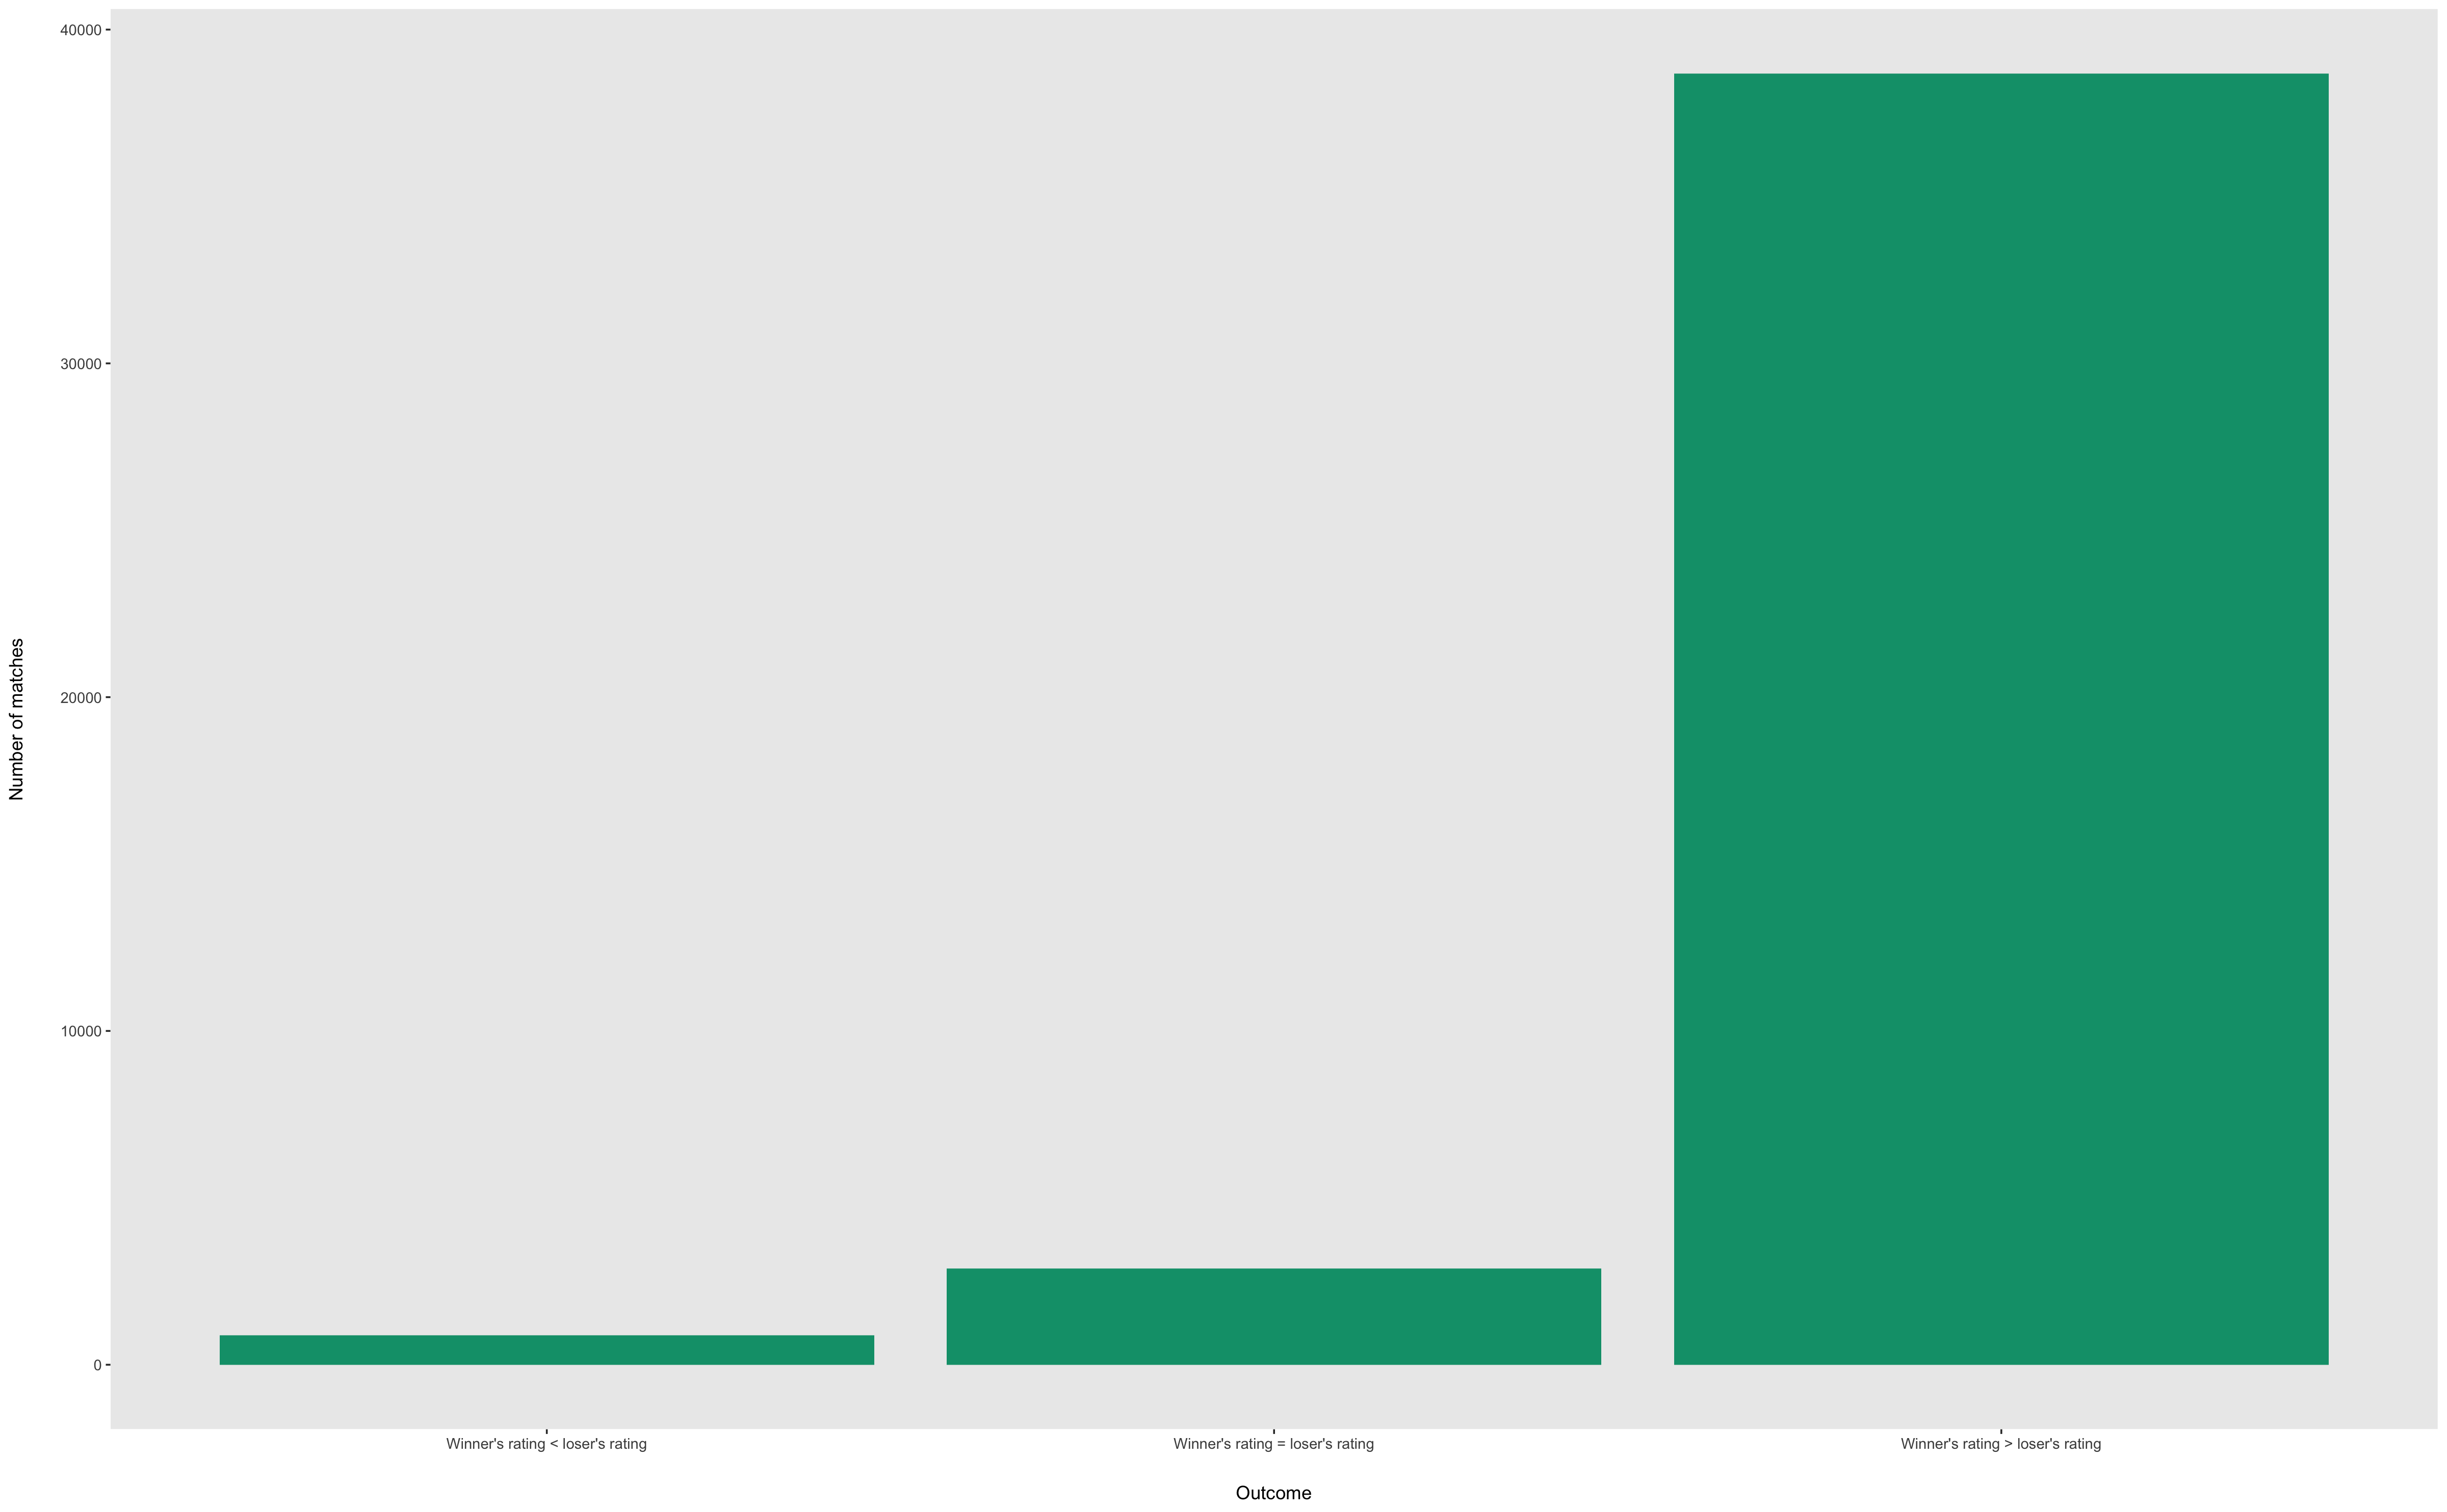 40000
30000
20000
10000
0
Number of matches
Winner's rating < loser's rating
Winner's rating = loser's rating
Winner's rating > loser's rating
Outcome